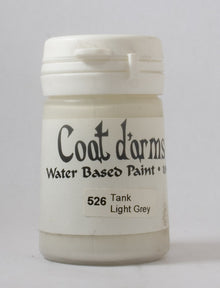 Coat d'arms
Water Based Paint •
526 Tank
Light Grey